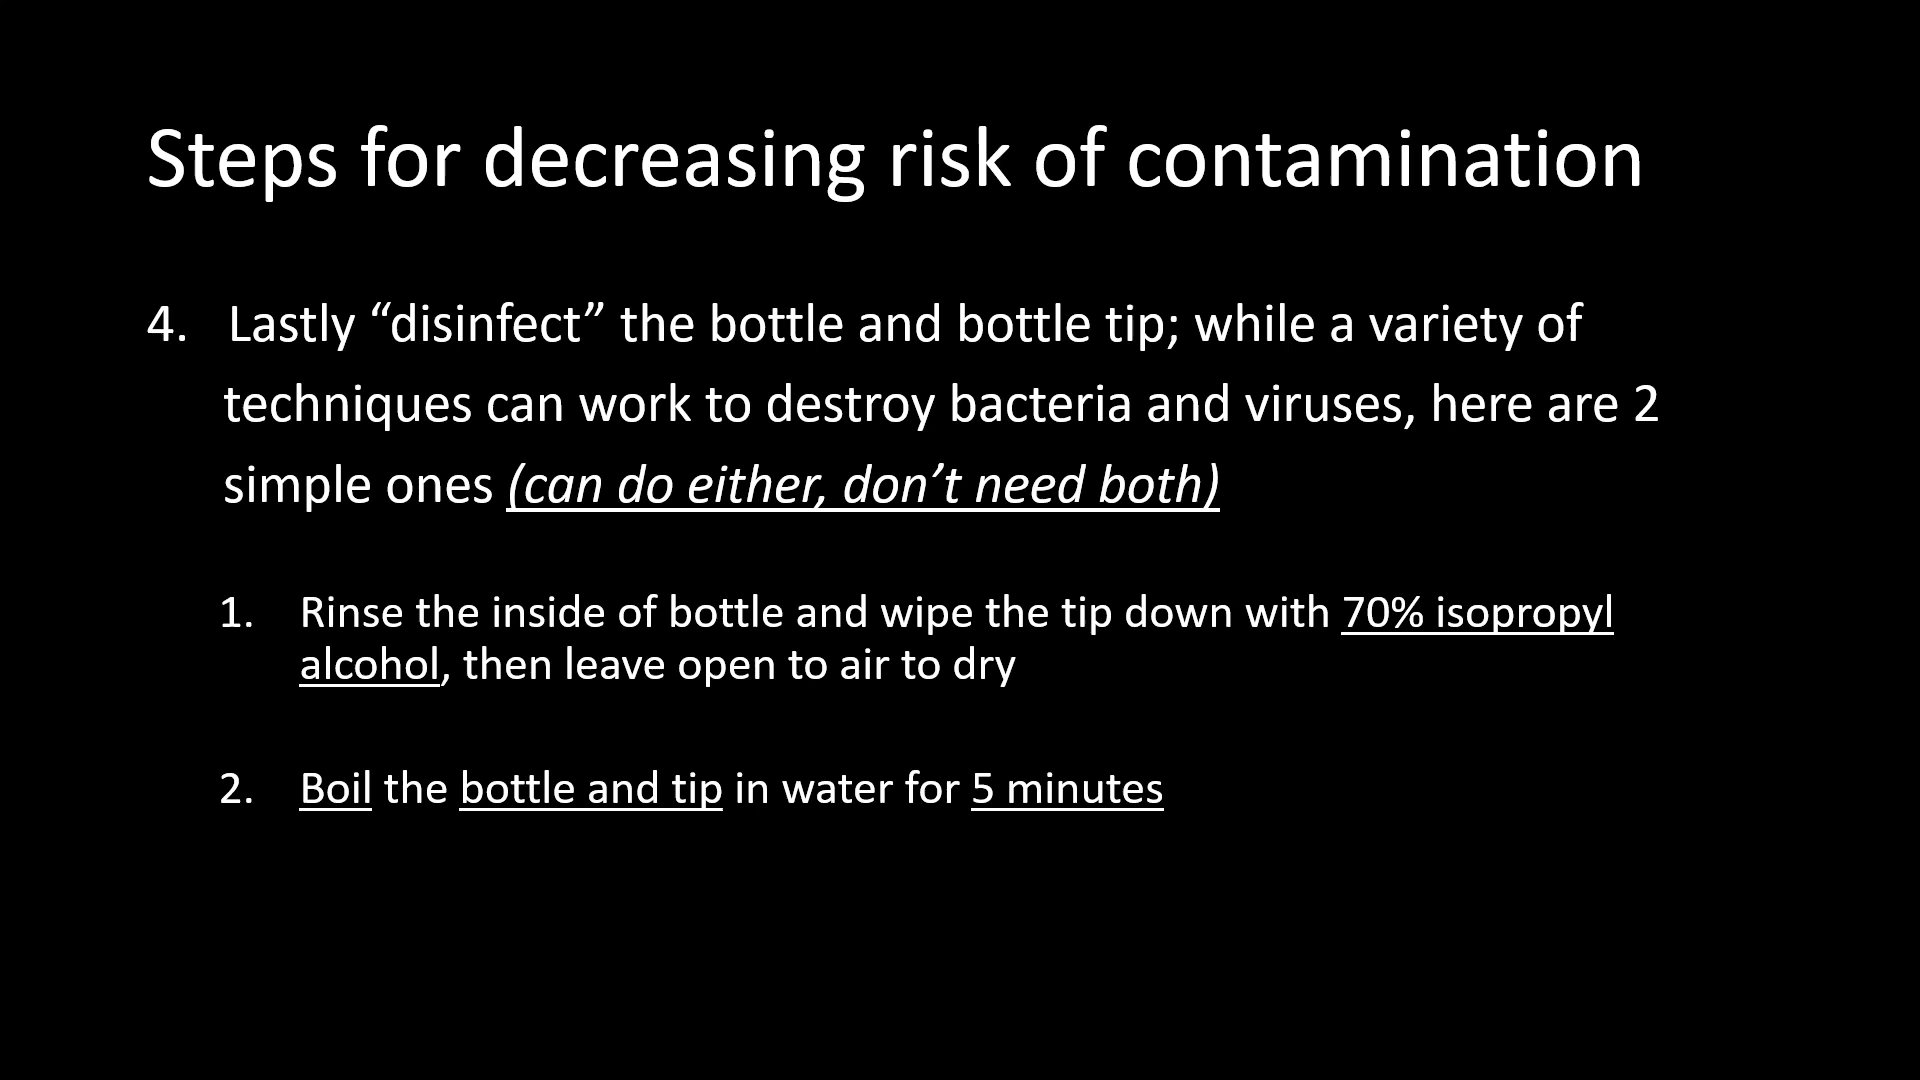 Steps for decreasing risk of contamination
4. Lastly “disinfect” the bottle and bottle tip; while a variety of
techniques can work to destroy bacteria and viruses, here are 2
simple ones (can do either, don’t need both)
1. Rinse the inside of bottle and wipe the tip down with 70% isopropyl
alcohol, then leave open to air to dry
2. Boil the bottle and tip in water for 5 minutes